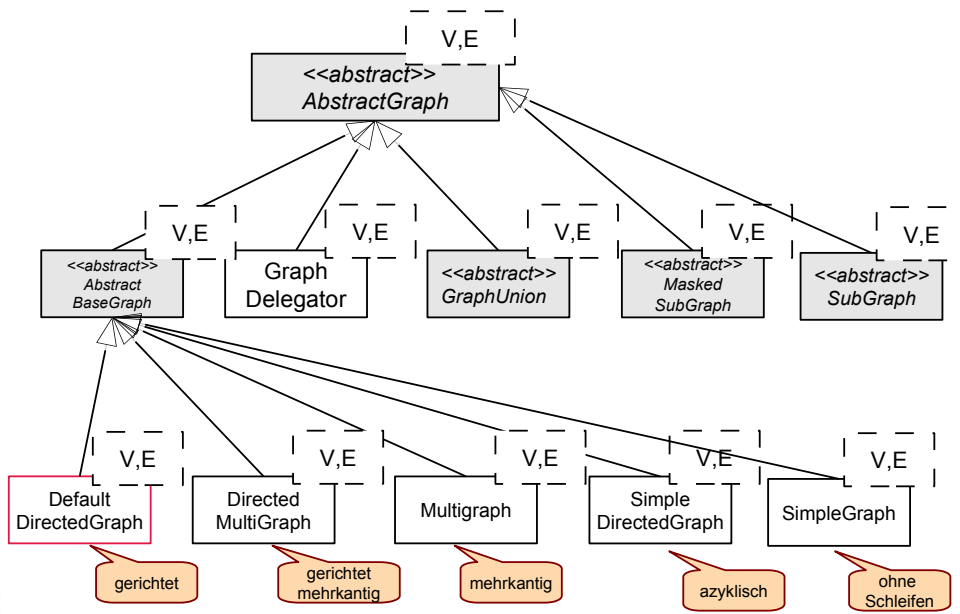 V,E
<<abstract>>
AbstractGraph
V,E
V,E
V,E
V,E
V,E
<<abstract>>
Abstract
BaseGraph
Graph
Delegator
<<abstract>>
GraphUnion
<<abstract>>
Masked
SubGraph
<<abstract>>
SubGraph
V,E
V,E
V,E
V,E
V,E
Default
DirectedGraph
Directed
MultiGraph
Multigraph
Simple
DirectedGraph
SimpleGraph
gerichtet
gerichtet
mehrkantig
mehrkantig
azyklisch
ohne
Schleifen